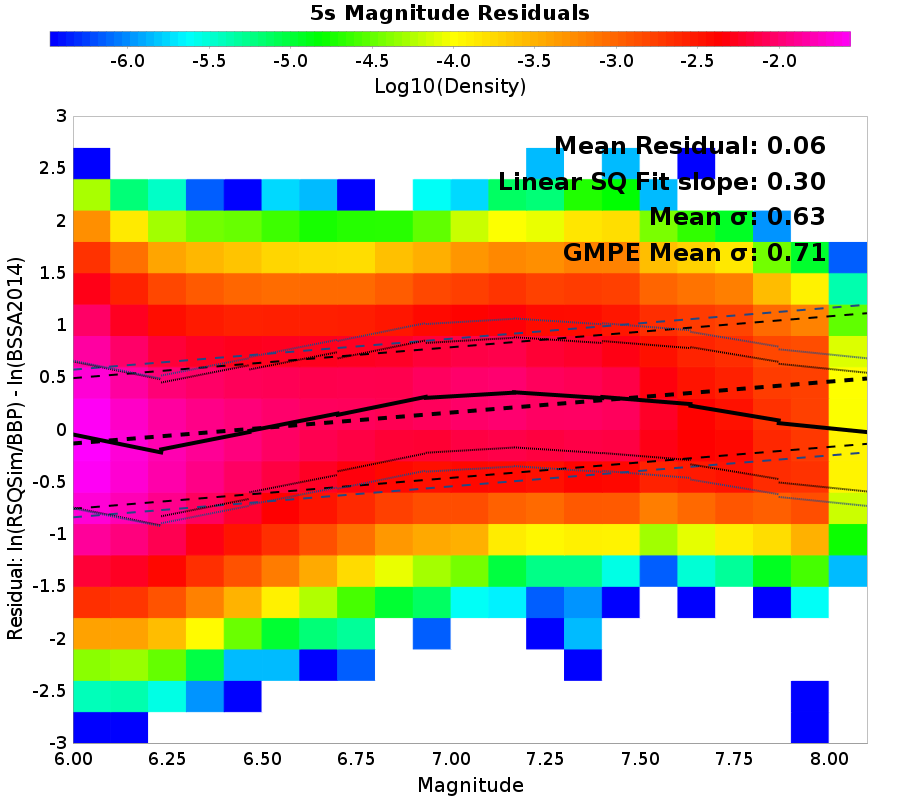 5s Magnitude Residuals
-6.0 -5.5 -5.0 -4.5 -4.0 -3.5 -3.0 -2.5 -2.0
Log10(Density)
Mean Residual: 0.06
Linear SQ Fit slope: 0.30
Mean σ: 0.63
GMPE Mean σ: 0.71
Residual: ln(RSQSim/BBP) - ln(BSSA2014)
3
2.5
2
1.5
1
0.5
0
-0.5
-1
-1.5
-2
-2.5
-3
6.00 6.25 6.50 6.75 7.00 7.25 7.50 7.75 8.00
Magnitude